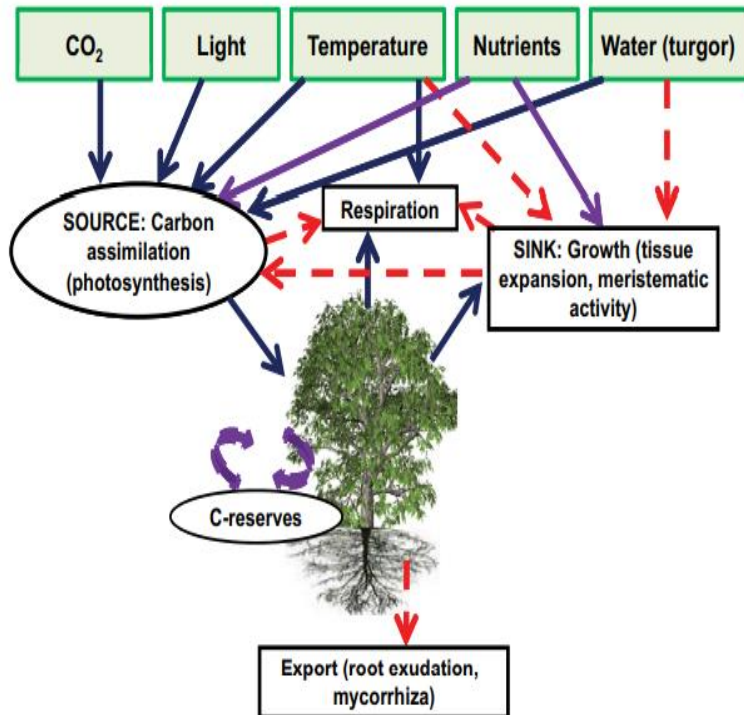 CO₂
Light
Temperature
Nutrients
Water (turgor)
SOURCE: Carbon
assimilation
(photosynthesis)
Respiration
SINK: Growth (tissue
expansion, meristematic
activity)
C-reserves
Export (root exudation,
mycorrhiza)